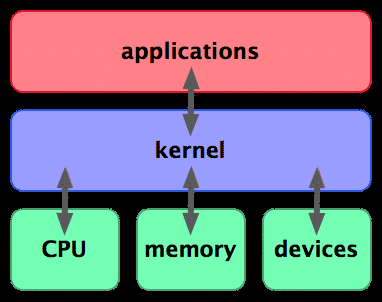 applications
kernel
CPU
memory
devices